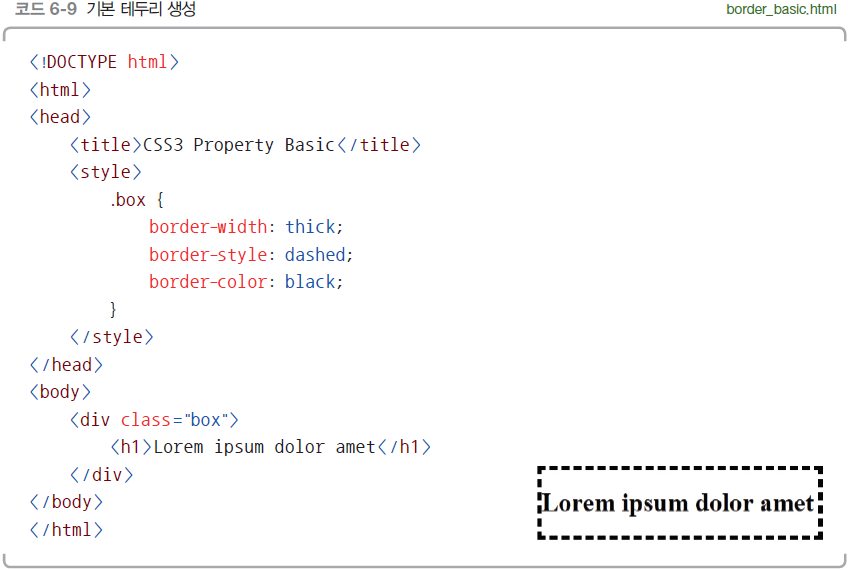 코드 6-9 기본 테두리 생성
border_basic.html
<!DOCTYPE html>
<html>
<head>
<title>CSS3 Property Basic</title>
<style>
.box {
border-width: thick;
border-style: dashed;
border-color: black;
}
</style>
</head>
<body>
<div class="box">
<h1>Lorem ipsum dolor amet</h1>
</div>
</body>
</html>
Lorem ipsum dolor amet